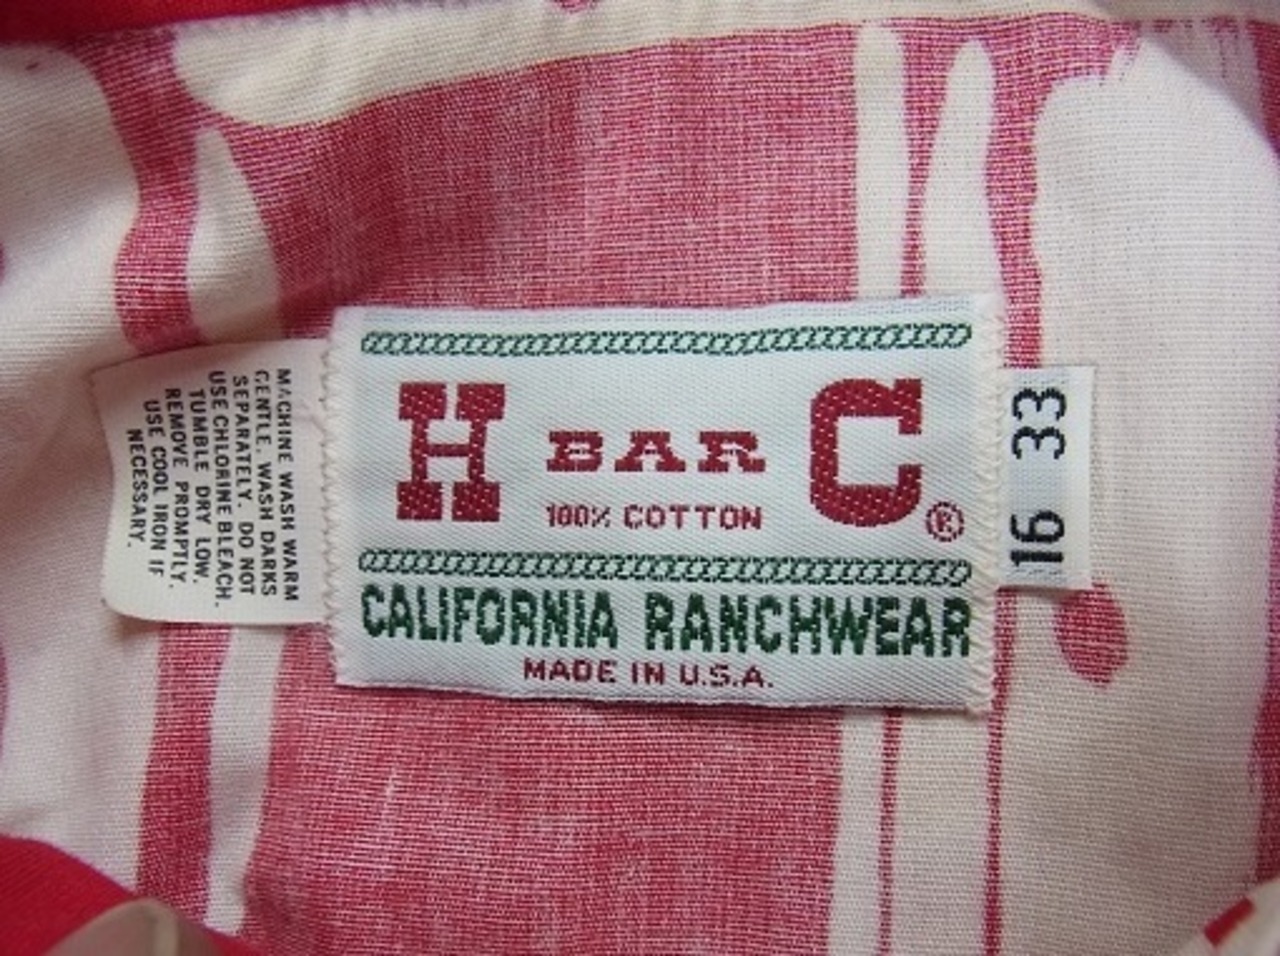 H BAR C ®
100% COTTON
CALIFORNIA RANCHWEAR
MADE IN U.S.A.
MACHINE WASH WARM
GENTLE. WASH DARKS
SEPARATELY. DO NOT
USE CHLORINE BLEACH.
TUMBLE DRY LOW.
REMOVE PROMPTLY.
USE COOL IRON IF
NECESSARY.
16 33